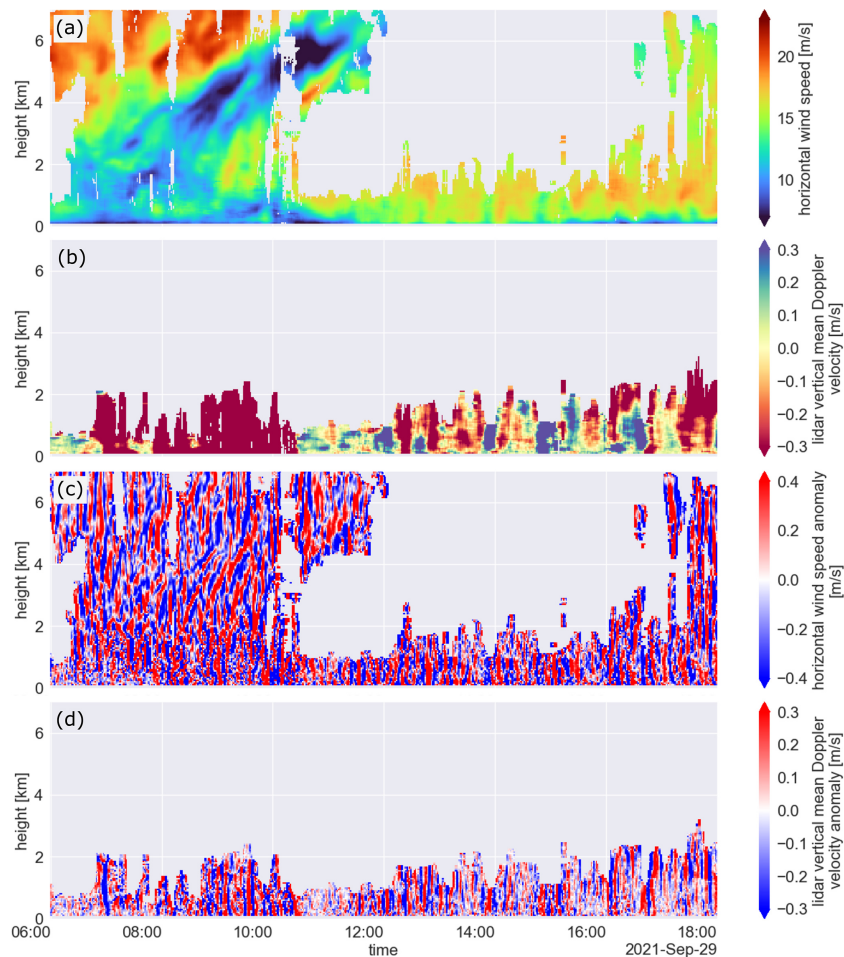 (a)
6
4
2
0
height [km]
20
15
10
horizontal wind speed [m/s]
(b)
6
4
2
0
height [km]
0.3
0.2
0.1
0.0
−0.1
−0.2
−0.3
lidar vertical mean Doppler
velocity [m/s]
(c)
6
4
2
0
height [km]
0.4
0.2
0.0
−0.2
−0.4
horizontal wind speed anomaly
[m/s]
(d)
6
4
2
0
height [km]
0.3
0.2
0.1
0.0
−0.1
−0.2
−0.3
lidar vertical mean Doppler
velocity anomaly [m/s]
06:00 08:00 10:00 12:00 14:00 16:00 18:00
time
2021-Sep-29